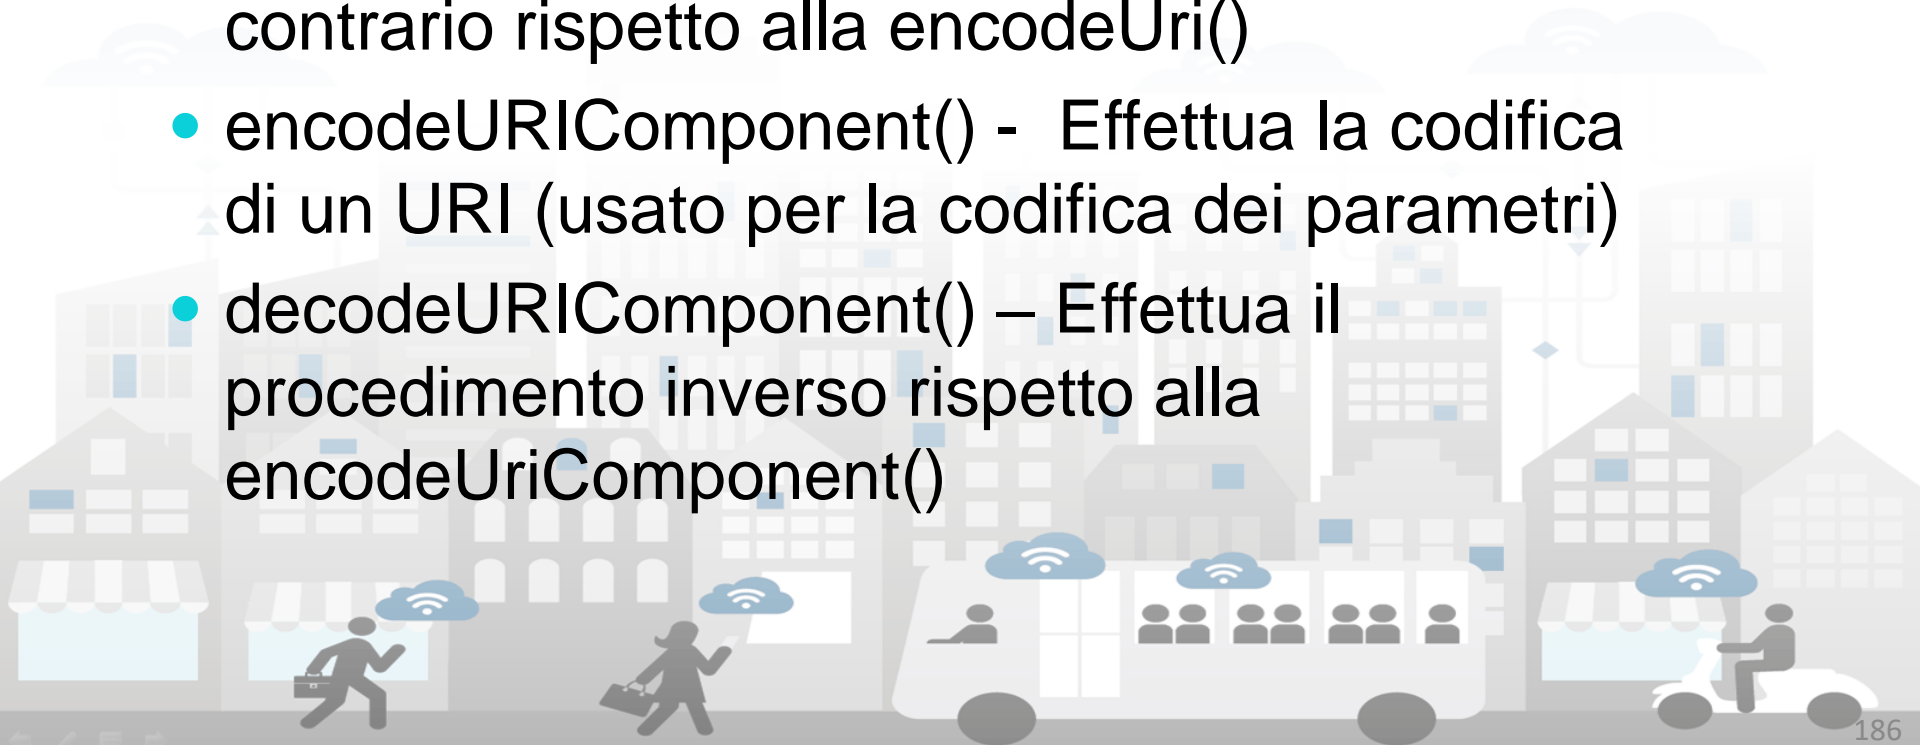 contrario rispetto alla encodeUri()
• encodeURIComponent() -  Effettua la codifica
di un URI (usato per la codifica dei parametri)
• decodeURIComponent() – Effettua il
procedimento inverso rispetto alla
encodeUriComponent()
186